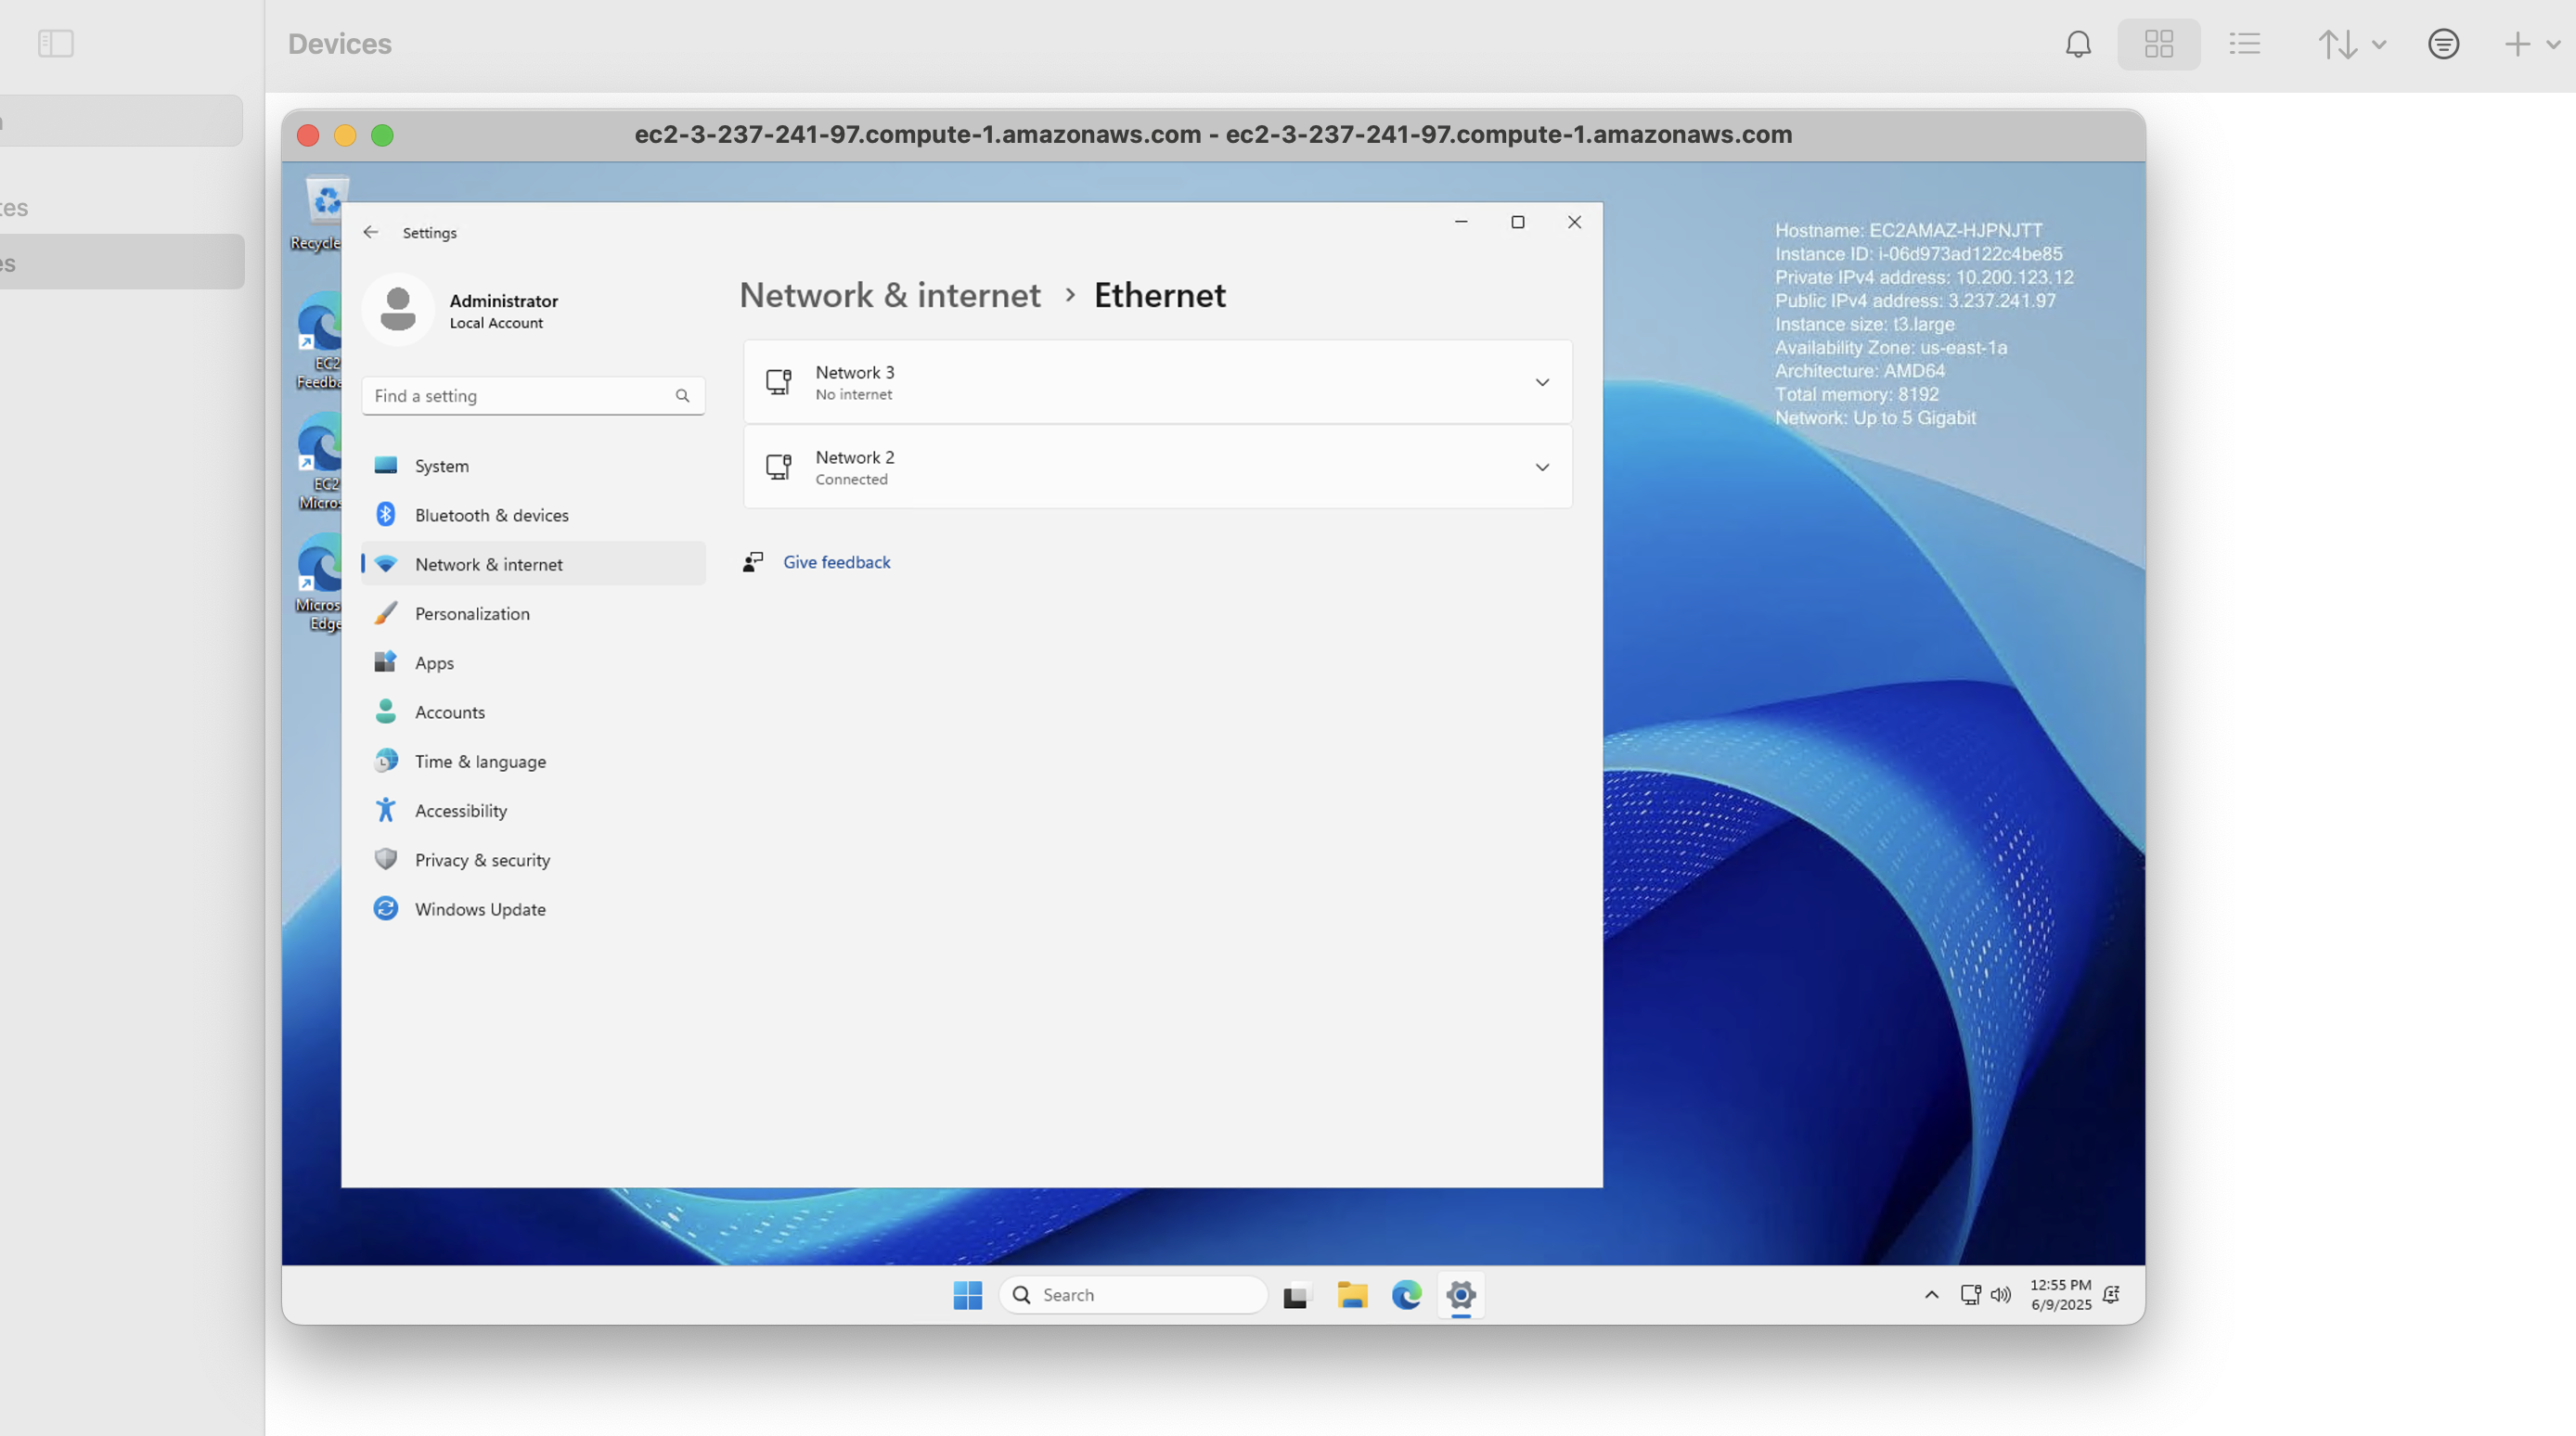 Devices
tes
es
ec2-3-237-241-97.compute-1.amazonaws.com - ec2-3-237-241-97.compute-1.amazonaws.com
Recycle
EC2
Feedba
EC2
Micros
Micros
Edge
Settings
Administrator
Local Account
Find a setting
System
Bluetooth & devices
Network & internet
Personalization
Apps
Accounts
Time & language
Accessibility
Privacy & security
Windows Update
Network & internet › Ethernet
Network 3
No internet
Network 2
Connected
Give feedback
Hostname: EC2AMAZ-HJPNJTT
Instance ID: i-06d973ad122c4be85
Private IPv4 address: 10.200.123.12
Public IPv4 address: 3.237.241.97
Instance size: t3.large
Availability Zone: us-east-1a
Architecture: AMD64
Total memory: 8192
Network: Up to 5 Gigabit
Search
12:55 PM
6/9/2025